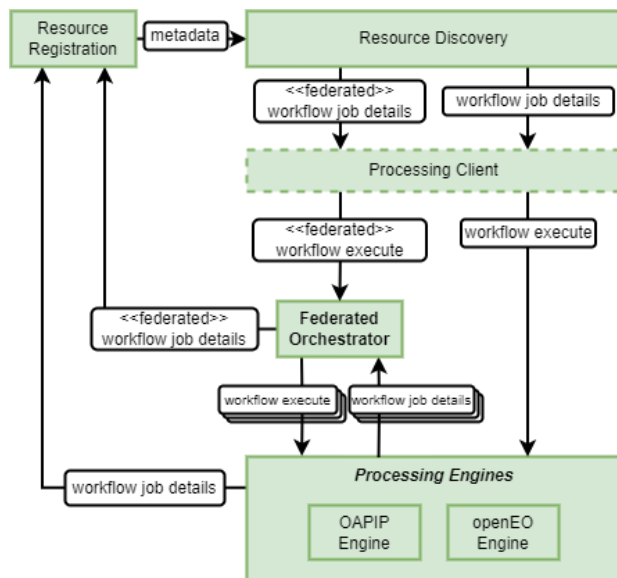 Resource
Registration
metadata
Resource Discovery
<<federated>>
workflow job details
workflow job details
Processing Client
<<federated>>
workflow execute
workflow execute
<<federated>>
workflow job details
Federated
Orchestrator
workflow execute
workflow job details
workflow job details
Processing Engines
OAPIP
Engine
openEO
Engine